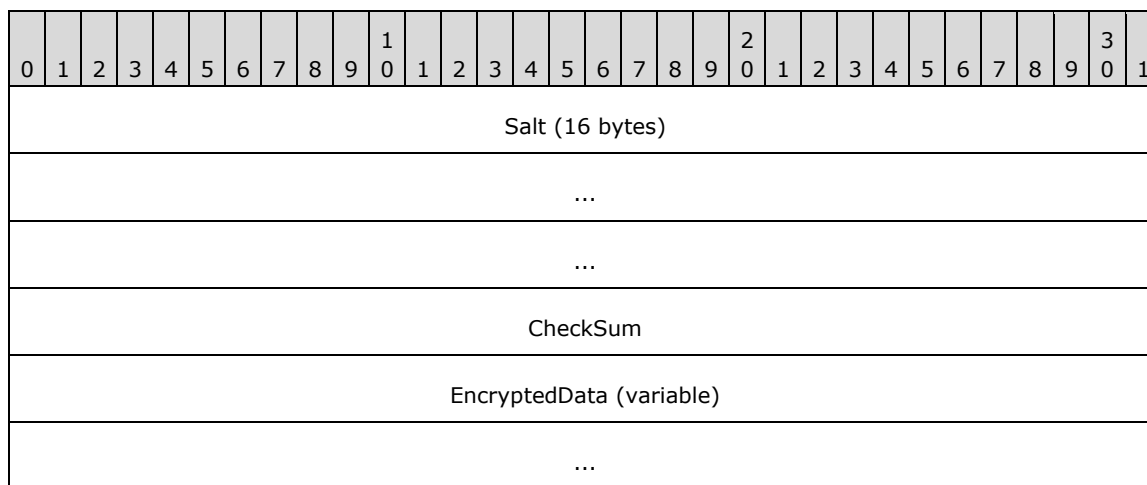 1 2 3
0 1 2 3 4 5 6 7 8 9 0 1 2 3 4 5 6 7 8 9 0 1 2 3 4 5 6 7 8 9 0 1
Salt (16 bytes)
...
...
CheckSum
EncryptedData (variable)
...